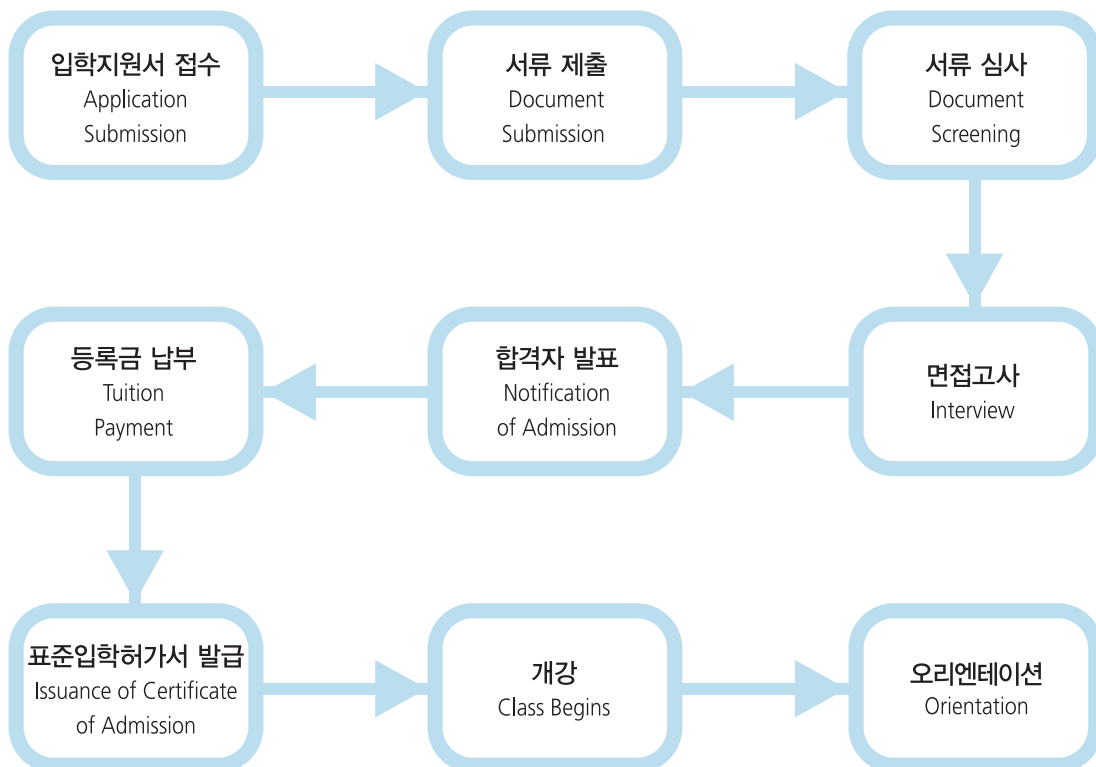 입학지원서 접수
Application
Submission
서류 제출
Document
Submission
서류 심사
Document
Screening
면접고사
Interview
합격자 발표
Notification
of Admission
등록금 납부
Tuition
Payment
표준입학허가서 발급
Issuance of Certificate
of Admission
개강
Class Begins
오리엔테이션
Orientation